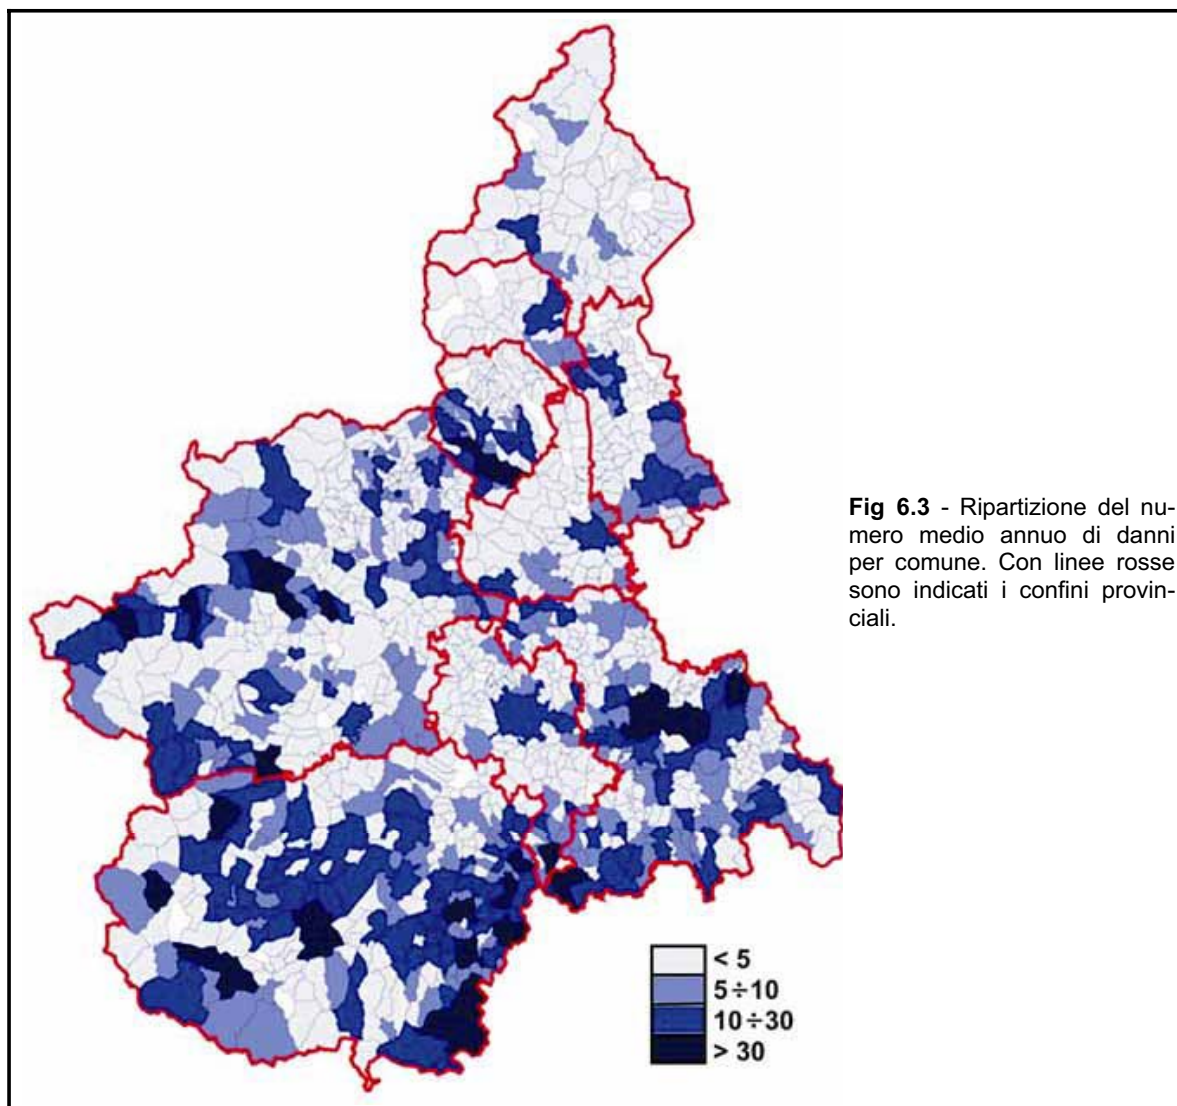 Fig 6.3 - Ripartizione del nu-
mero medio annuo di danni
per comune. Con linee rosse
sono indicati i confini provin-
ciali.
< 5
5÷10
10÷30
> 30